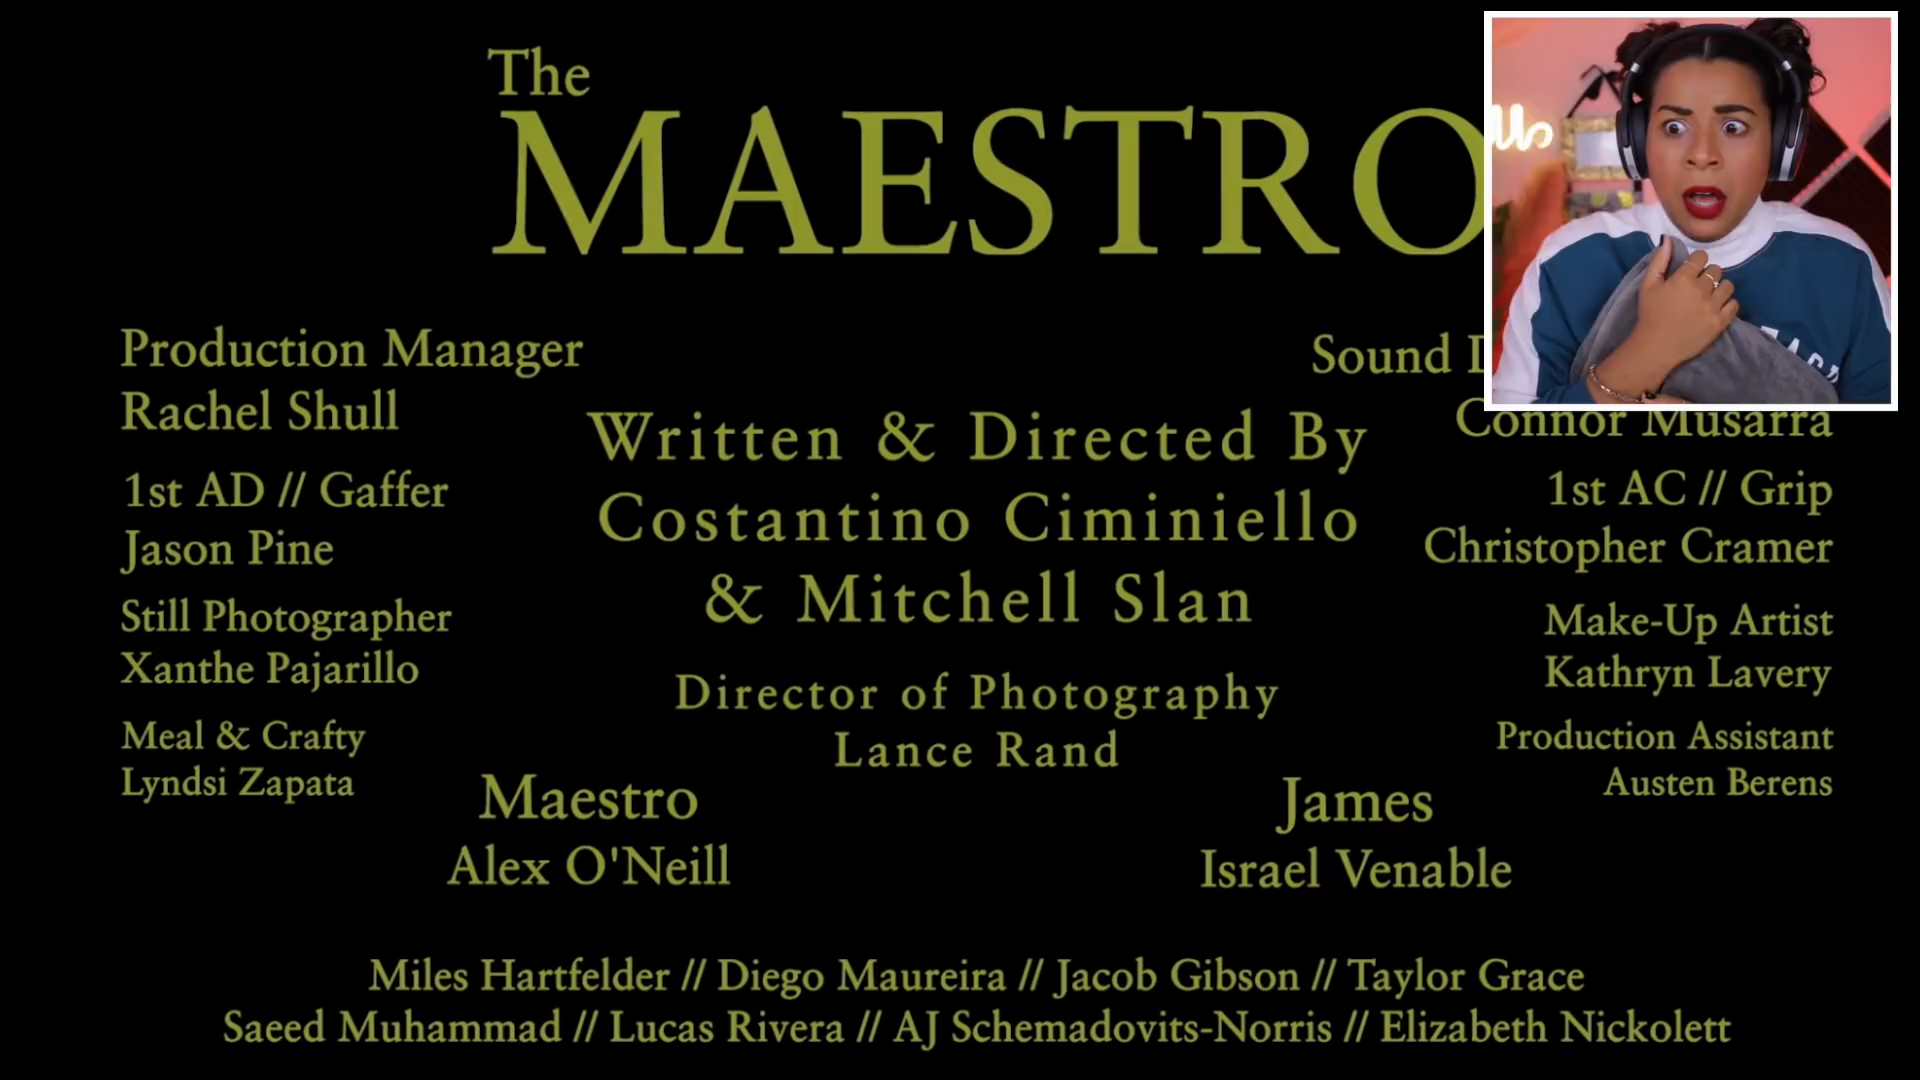 The
MAESTRO
Production Manager
Rachel Shull
1st AD // Gaffer
Jason Pine
Still Photographer
Xanthe Pajarillo
Meal & Crafty
Lyndsi Zapata
Written & Directed By
Costantino Ciminiello
& Mitchell Slan
Director of Photography
Lance Rand
Sound
Connor Musarra
1st AC // Grip
Christopher Cramer
Make-Up Artist
Kathryn Lavery
Production Assistant
Austen Berens
Maestro
Alex O'Neill
James
Israel Venable
Miles Hartfelder // Diego Maureira // Jacob Gibson // Taylor Grace
Saeed Muhammad // Lucas Rivera // AJ Schemadovits-Norris // Elizabeth Nickolett